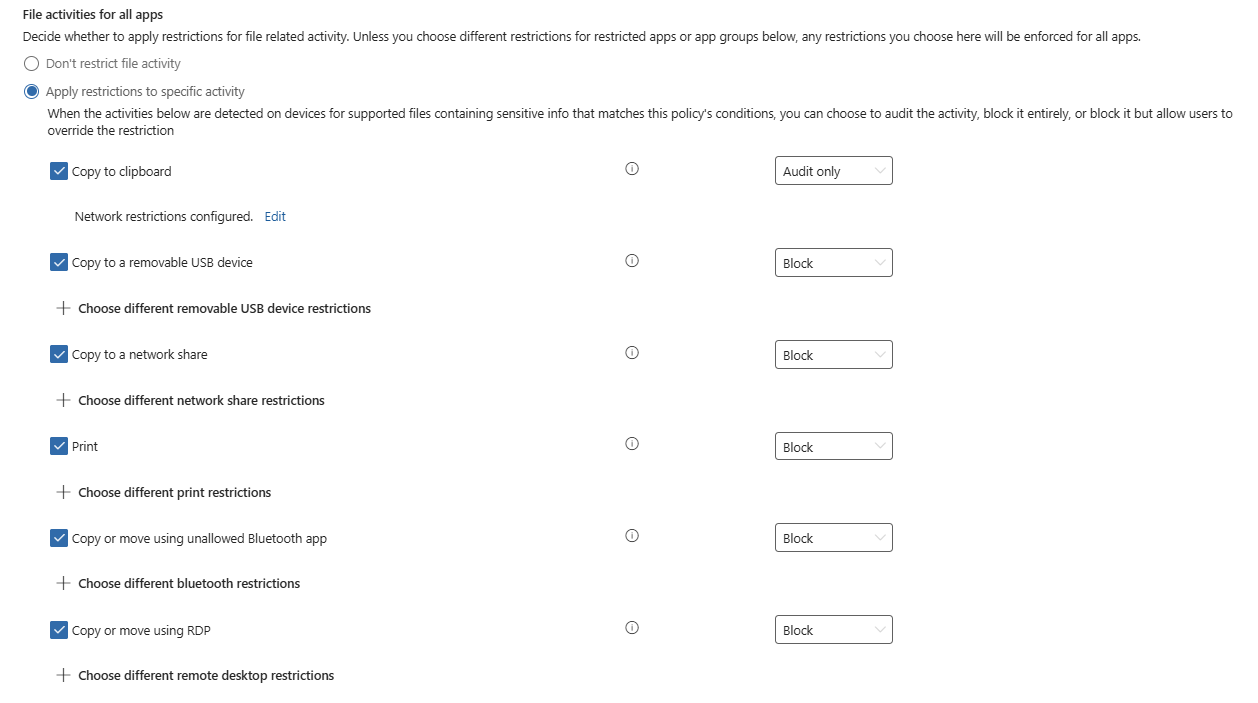 File activities for all apps
Decide whether to apply restrictions for file related activity. Unless you choose different restrictions for restricted apps or app groups below, any restrictions you choose here will be enforced for all apps.
Don't restrict file activity
Apply restrictions to specific activity
When the activities below are detected on devices for supported files containing sensitive info that matches this policy's conditions, you can choose to audit the activity, block it entirely, or block it but allow users to
override the restriction
Copy to clipboard Audit only
Network restrictions configured. Edit
Copy to a removable USB device Block
Choose different removable USB device restrictions
Copy to a network share Block
Choose different network share restrictions
Print Block
Choose different print restrictions
Copy or move using unallowed Bluetooth app Block
Choose different bluetooth restrictions
Copy or move using RDP Block
Choose different remote desktop restrictions